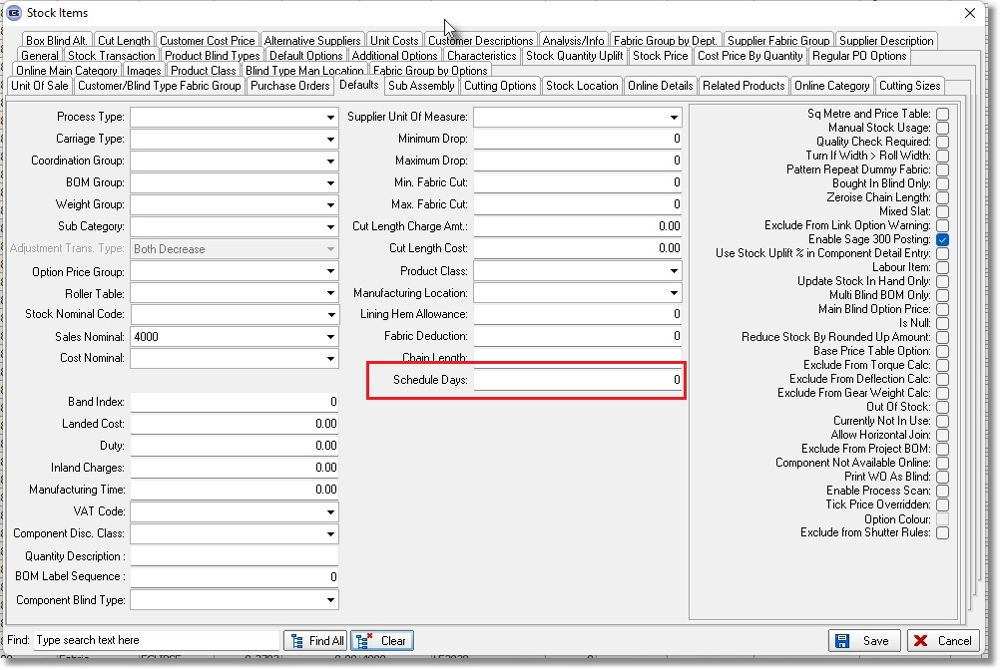 Stock Items
Box Blind Alt. Cut Length Customer Cost Price Alternative Suppliers Unit Costs Customer Descriptions Analysis/Info Fabric Group by Dept. Supplier Fabric Group Supplier Description
General Stock Transaction Product Blind Types Default Options Additional Options Characteristics Stock Quantity Uplift Stock Price Cost Price By Quantity Regular PO Options
Online Main Category Images Product Class Blind Type Man Location Fabric Group by Options
Unit Of Sale Customer/Blind Type Fabric Group Purchase Orders Defaults Sub Assembly Cutting Options Stock Location Online Details Related Products Online Category Cutting Sizes
Process Type:
Carriage Type:
Coordination Group:
BOM Group:
Weight Group:
Sub Category:
Adjustment Trans. Type: Both Decrease
Option Price Group:
Roller Table:
Stock Nominal Code:
Sales Nominal: 4000
Cost Nominal:
Band Index: 0
Landed Cost: 0.00
Duty: 0.00
Inland Charges: 0.00
Manufacturing Time: 0.00
VAT Code:
Component Disc. Class:
Quantity Description :
BOM Label Sequence : 0
Component Blind Type:
Supplier Unit Of Measure:
Minimum Drop: 0
Maximum Drop: 0
Min. Fabric Cut: 0
Max. Fabric Cut: 0
Cut Length Charge Amt.: 0.00
Cut Length Cost: 0.00
Product Class:
Manufacturing Location:
Lining Hem Allowance: 0
Fabric Deduction: 0
Chain Length:
Schedule Days: 0
Sq Metre and Price Table:
Manual Stock Usage:
Quality Check Required:
Turn If Width > Roll Width:
Pattern Repeat Dummy Fabric:
Bought In Blind Only:
Zeroise Chain Length:
Mixed Slat:
Exclude From Link Option Warning:
Enable Sage 300 Posting:
Use Stock Uplift % in Component Detail Entry:
Labour Item:
Update Stock In Hand Only:
Multi Blind BOM Only:
Main Blind Option Price:
Is Null:
Reduce Stock By Rounded Up Amount:
Base Price Table Option:
Exclude From Torque Calc:
Exclude From Deflection Calc:
Exclude From Gear Weight Calc:
Out Of Stock:
Currently Not In Use:
Allow Horizontal Join:
Exclude From Project BOM:
Component Not Available Online:
Print WO As Blind:
Enable Process Scan:
Tick Price Overridden:
Option Colour:
Exclude from Shutter Rules:
Find: Type search text here Find All Clear Save Cancel